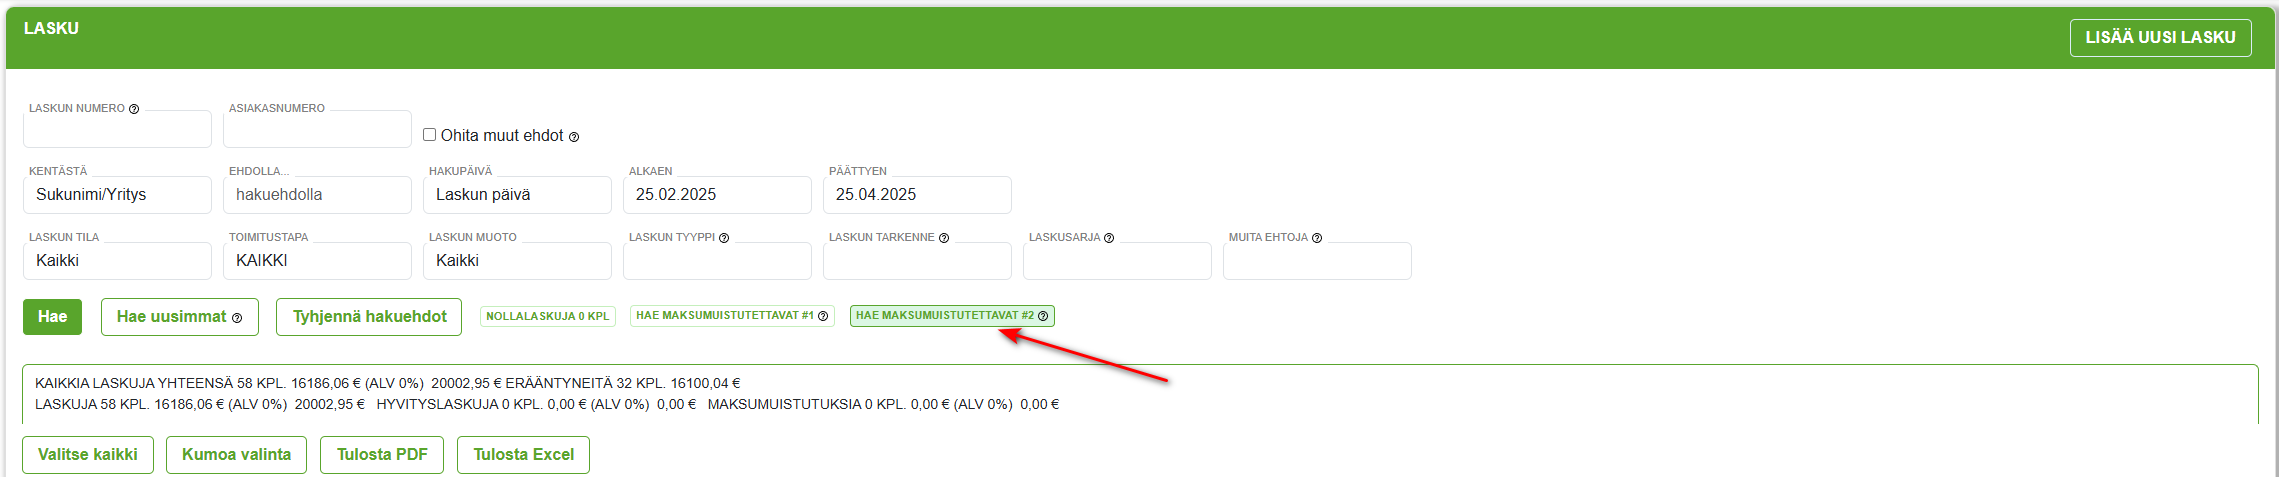 LASKU
LISÄÄ UUSI LASKU
LASKUN NUMERO
ASIAKASNUMERO
Ohita muut ehdot
KENTÄSTÄ
EHDOLLA...
HAKUPÄIVÄ
ALKAEN
PÄÄTTYEN
Sukunimi/Yritys
hakuehdolla
Laskun päivä
25.02.2025
25.04.2025
LASKUN TILA
TOIMITUSTAPA
LASKUN MUOTO
LASKUN TYYPPI
LASKUN TARKENNE
LASKUSARJA
MUITA EHTOJA
Kaikki
KAIKKI
Kaikki
Hae
Hae uusimmat
Tyhjennä hakuehdot
NOLLALASKUJA 0 KPL
HAE MAKSUMUISTUTETTAVAT #1
HAE MAKSUMUISTUTETTAVAT #2
KAIKKIA LASKUJA YHTEENSÄ 58 KPL. 16186,06 € (ALV 0%) 20002,95 € ERÄÄNTYNEITÄ 32 KPL. 16100,04 €
LASKUJA 58 KPL. 16186,06 € (ALV 0%) 20002,95 € HYVITYSLASKUJA 0 KPL. 0,00 € (ALV 0%) 0,00 € MAKSUMUISTUTUKSIA 0 KPL. 0,00 € (ALV 0%) 0,00 €
Valitse kaikki
Kumoa valinta
Tulosta PDF
Tulosta Excel